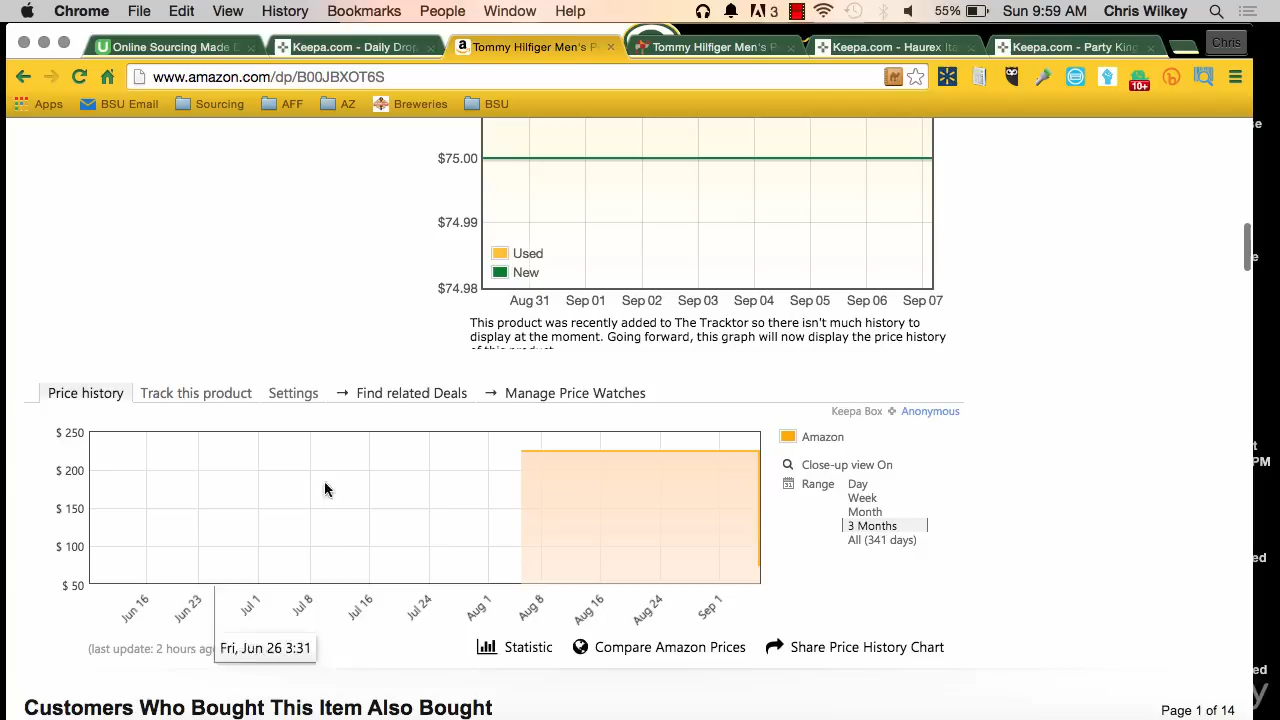 Chrome File Edit View History Bookmarks People Window Help 3 55% Sun 9:59 AM Chris Wilkey
Online Sourcing Made Keepa.com - Daily Drop Tommy Hilfiger Men's P Tommy Hilfiger Men's P Keepa.com - Haurex Ita Keepa.com - Party King Chris
www.amazon.com/dp/B00JBXOT6S 10+
Apps BSU Email Sourcing AFF AZ Breweries BSU
$75.00
$74.99
Used
New
$74.98
Aug 31 Sep 01 Sep 02 Sep 03 Sep 04 Sep 05 Sep 06 Sep 07
This product was recently added to The Tracktor so there isn't much history to
display at the moment. Going forward, this graph will now display the price history
of this product
Price history Track this product Settings → Find related Deals → Manage Price Watches
Keepa Box Anonymous
$ 250
$ 200
$ 150
$ 100
$ 50
Amazon
Close-up view On
Range Day
Week
Month
3 Months
All (341 days)
Jun 16 Jun 23 Jul 1 Jul 8 Jul 16 Jul 24 Aug 1 Aug 8 Aug 16 Aug 24 Sep 1
(last update: 2 hours ago Fri, Jun 26 3:31 Statistic Compare Amazon Prices Share Price History Chart
Customers Who Bought This Item Also Bought Page 1 of 14